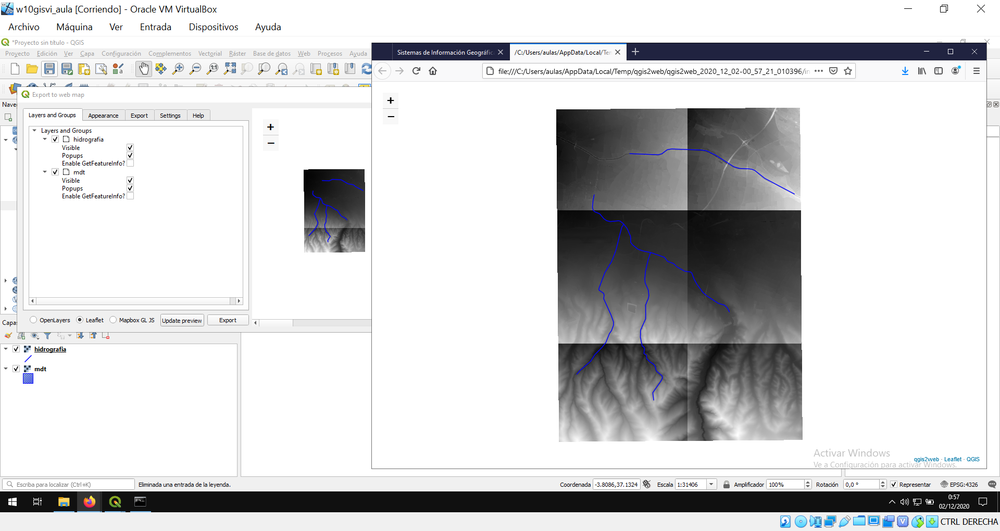 w10gisvi_aula [Corriendo] - Oracle VM VirtualBox
Archivo Máquina Ver Entrada Dispositivos Ayuda
*Proyecto sin título - QGIS
Proyecto Edición Ver Capa Configuración Complementos Vectorial Ráster Base de datos Web Procesos Ayuda
Sistemas de Información Geográfic
/C:/Users/aulas/AppData/Local/Ten
file:///C:/Users/aulas/AppData/Local/Temp/qgis2web/qgis2web_2020_12_02-00_57_21_010396/in
Export to web map
Nave
Layers and Groups Appearance Export Settings Help
Layers and Groups
hidrografia
Visible
Popups
Enable GetFeatureInfo?
mdt
Visible
Popups
Enable GetFeatureInfo?
+
−
+
−
OpenLayers Leaflet Mapbox GL JS Update preview Export
Capas
hidrografia
mdt
Activar Windows
Ve a Configuración para activar Windows.
qgis2web · Leaflet · QGIS
Escriba para localizar (Ctrl+K) Eliminada una entrada de la leyenda. Coordenada -3.8086,37.1324 Escala 1:31406 Amplificador 100% Rotación 0,0 ° Representar EPSG:4326
0:57
02/12/2020
CTRL DERECHA